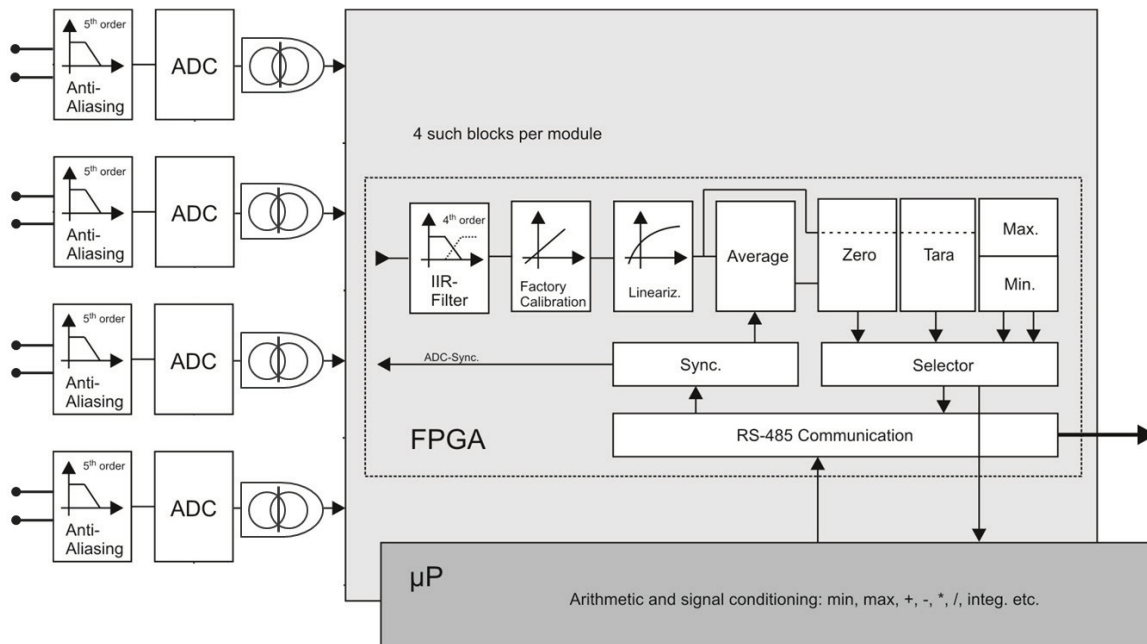 5th order
Anti-
Aliasing
ADC
5th order
Anti-
Aliasing
ADC
5th order
Anti-
Aliasing
ADC
5th order
Anti-
Aliasing
ADC
4 such blocks per module
4th order
IIR-
Filter
Factory
Calibration
Lineariz.
Average
Zero
Tara
Max.
Min.
ADC-Sync.
Sync.
Selector
FPGA
RS-485 Communication
µP
Arithmetic and signal conditioning: min, max, +, -, *, /, integ. etc.